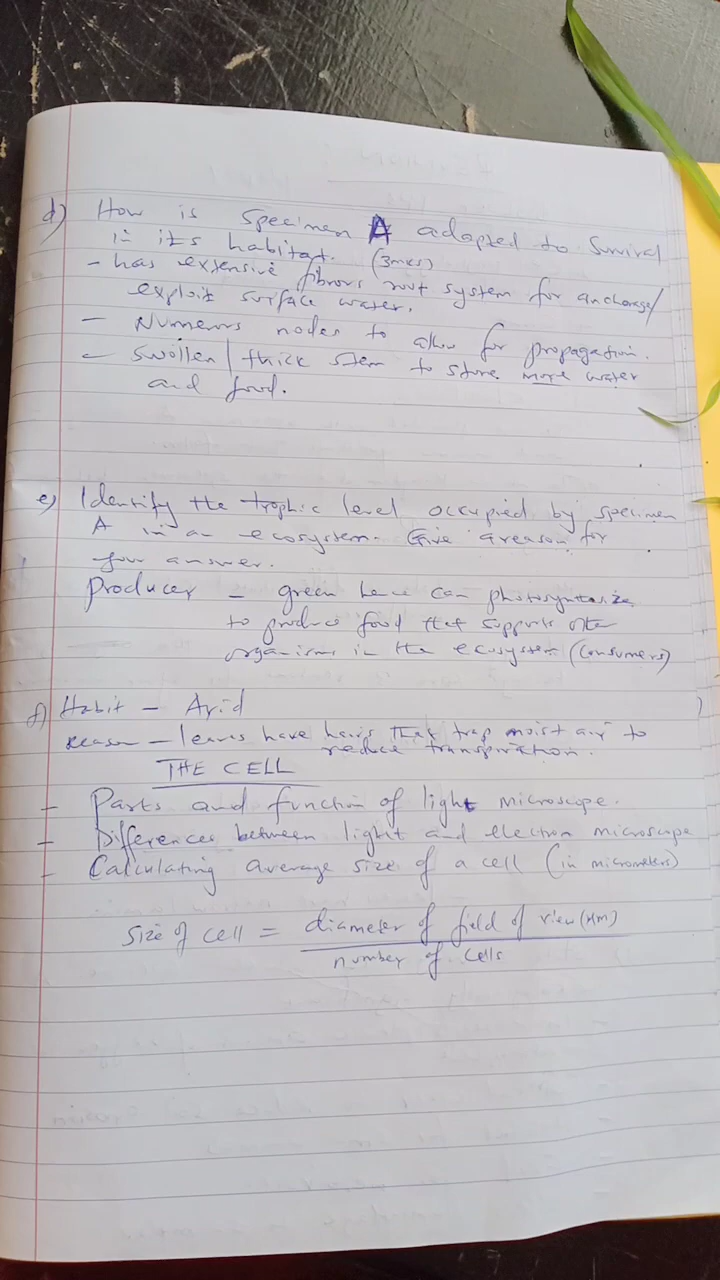 d) How is specimen A adapted to survival
in its habitat. (3mks)
- has extensive fibrous root system for anchorage/
exploit surface water.
- Numerous nodes to allow for propagation.
- Swollen/thick stem to store more water
and food.
e) Identify the trophic level occupied by specimen
A in an ecosystem. Give a reason for
your answer.
Producer - green hence can photosynthesize
to produce food that supports other
organisms in the ecosystem (consumers)
f) Habit - Arid
Reason - leaves have hairs that trap moist air to
reduce transpiration.
THE CELL
- Parts and function of light microscope.
- Differences between light and electron microscope
- Calculating average size of a cell (in micrometers)
Size of cell = diameter of field of view (µm)
number of cells